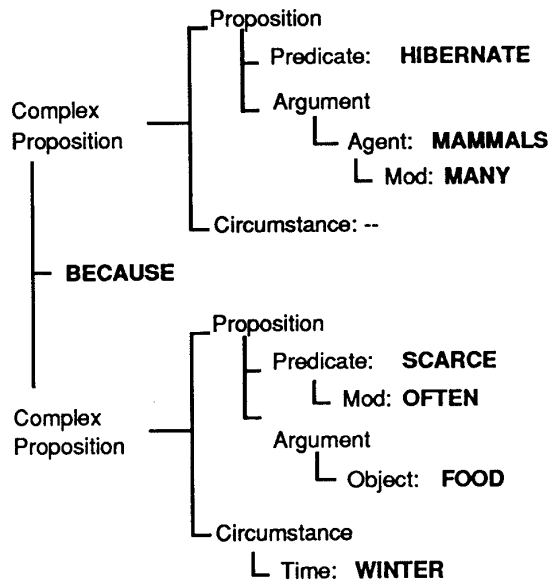 Proposition
Predicate: HIBERNATE
Argument
Agent: MAMMALS
Mod: MANY
Complex
Proposition
Circumstance: --
BECAUSE
Proposition
Predicate: SCARCE
Mod: OFTEN
Complex
Proposition
Argument
Object: FOOD
Circumstance
Time: WINTER